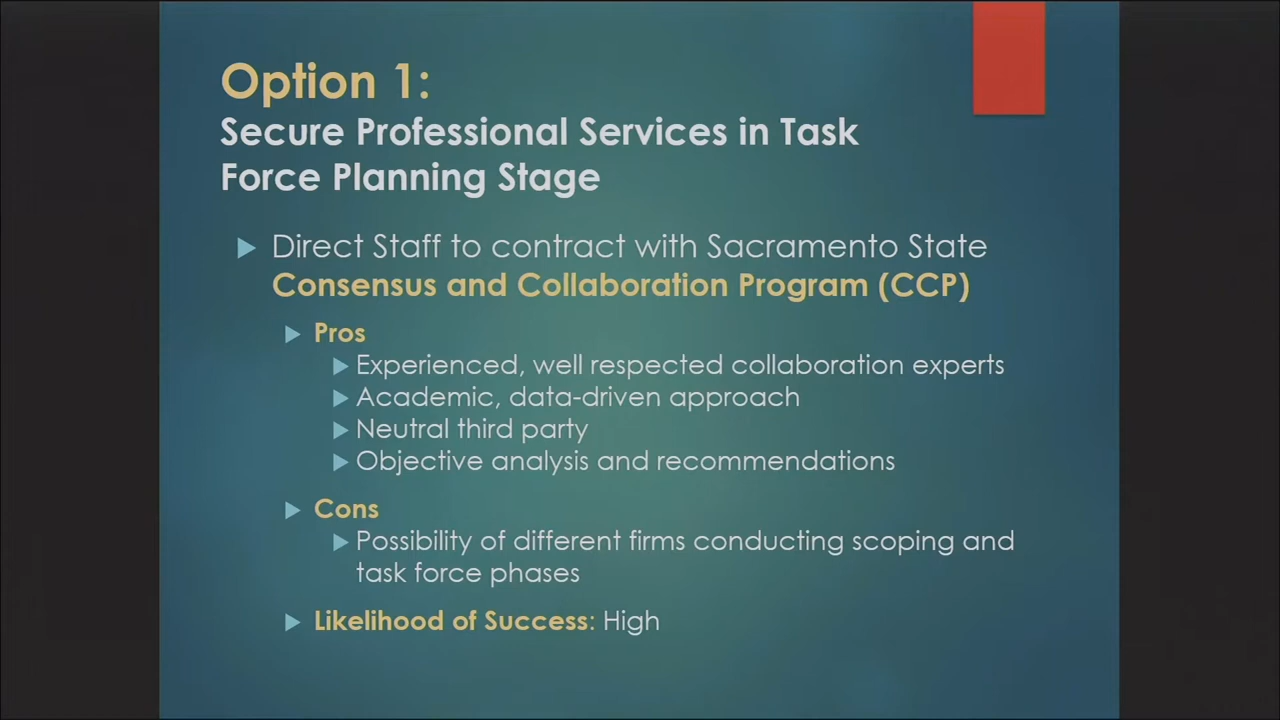 Option 1:
Secure Professional Services in Task
Force Planning Stage
Direct Staff to contract with Sacramento State
Consensus and Collaboration Program (CCP)
Pros
Experienced, well respected collaboration experts
Academic, data-driven approach
Neutral third party
Objective analysis and recommendations
Cons
Possibility of different firms conducting scoping and
task force phases
Likelihood of Success: High